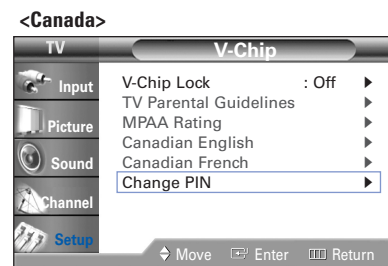 <Canada>
TV
V-Chip
Input
Picture
Sound
Channel
Setup
V-Chip Lock : Off
TV Parental Guidelines
MPAA Rating
Canadian English
Canadian French
Change PIN
Move Enter Return